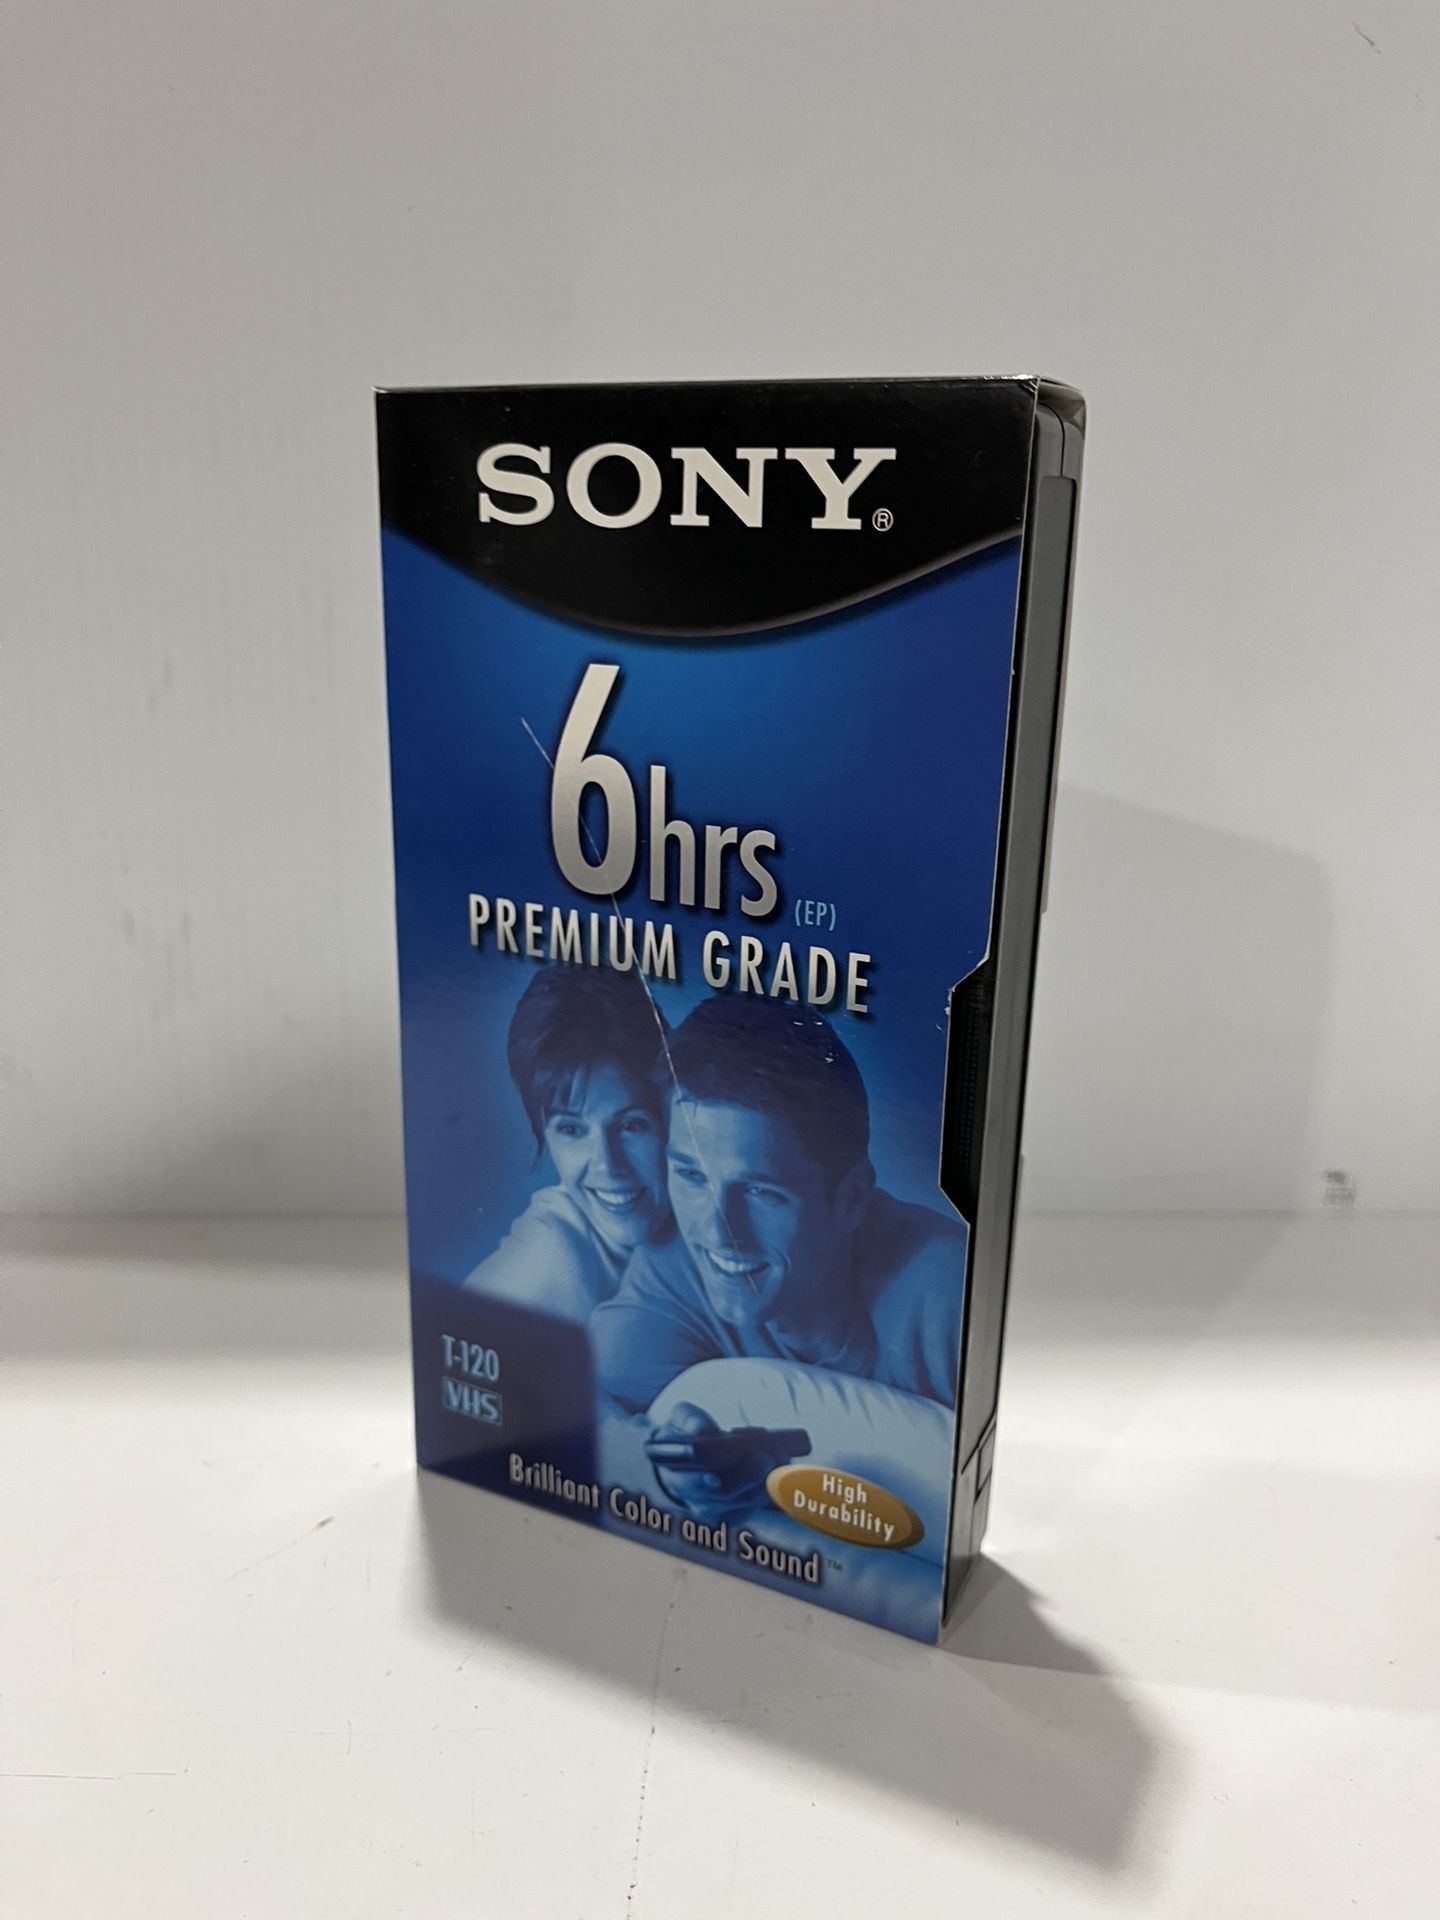 SONY®
6hrs (EP)
PREMIUM GRADE
T-120
VHS
High
Durability
Brilliant Color and Sound™